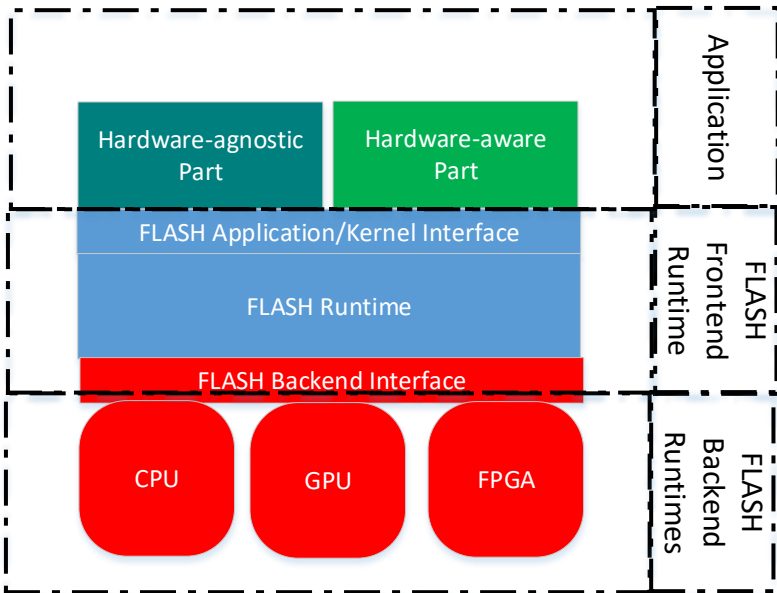 Hardware-agnostic
Part
Hardware-aware
Part
Application
FLASH Application/Kernel Interface
FLASH Runtime
FLASH
Frontend
Runtime
FLASH Backend Interface
CPU
GPU
FPGA
FLASH
Backend
Runtimes